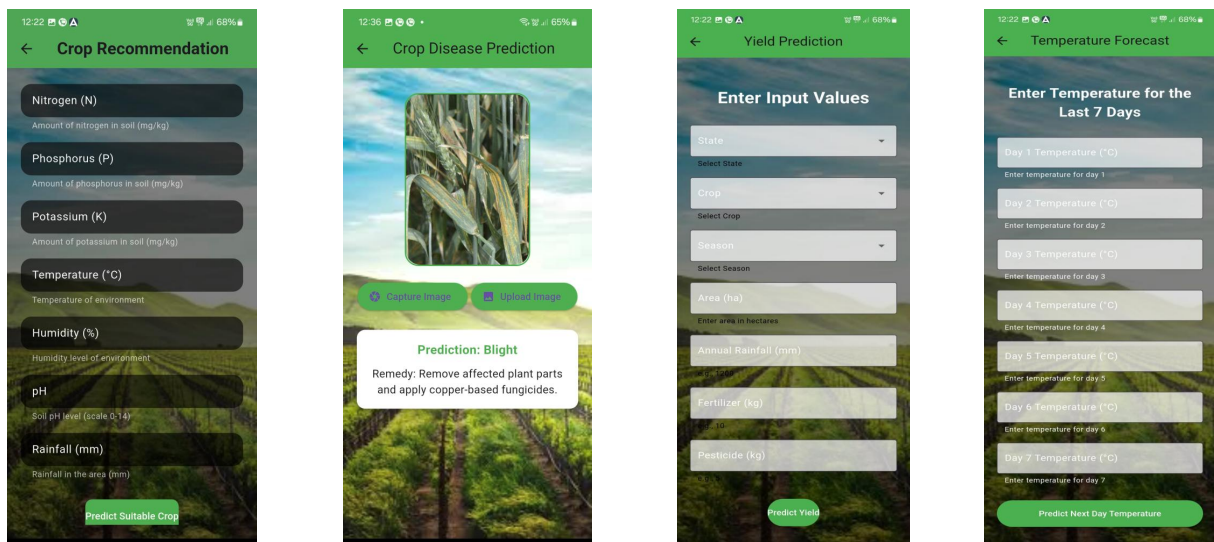 12:22 68%
Crop Recommendation
Nitrogen (N)
Amount of nitrogen in soil (mg/kg)
Phosphorus (P)
Amount of phosphorus in soil (mg/kg)
Potassium (K)
Amount of potassium in soil (mg/kg)
Temperature (°C)
Temperature of environment
Humidity (%)
Humidity level of environment
pH
Soil pH level (scale 0-14)
Rainfall (mm)
Rainfall in the area (mm)
Predict Suitable Crop
12:36 65%
Crop Disease Prediction
Capture Image Upload Image
Prediction: Blight
Remedy: Remove affected plant parts
and apply copper-based fungicides.
12:22 68%
Yield Prediction
Enter Input Values
State
Select State
Crop
Select Crop
Season
Select Season
Area (ha)
Enter area in hectares
Annual Rainfall (mm)
Fertilizer (kg)
Pesticide (kg)
Predict Yield
12:22 68%
Temperature Forecast
Enter Temperature for the
Last 7 Days
Day 1 Temperature (°C)
Enter temperature for day 1
Day 2 Temperature (°C)
Enter temperature for day 2
Day 3 Temperature (°C)
Enter temperature for day 3
Day 4 Temperature (°C)
Enter temperature for day 4
Day 5 Temperature (°C)
Enter temperature for day 5
Day 6 Temperature (°C)
Enter temperature for day 6
Day 7 Temperature (°C)
Enter temperature for day 7
Predict Next Day Temperature